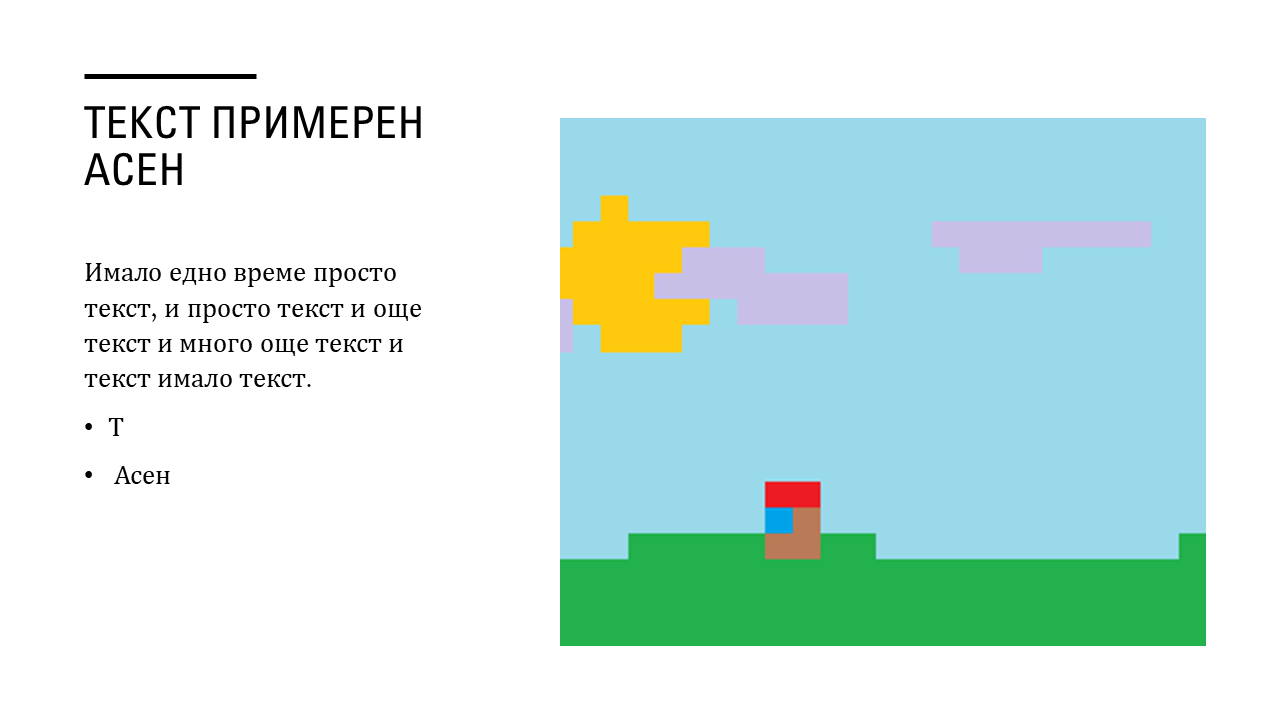 ТЕКСТ ПРИМЕРЕН
АСЕН
Имало едно време просто
текст, и просто текст и още
текст и много още текст и
текст имало текст.
• Т
• Асен